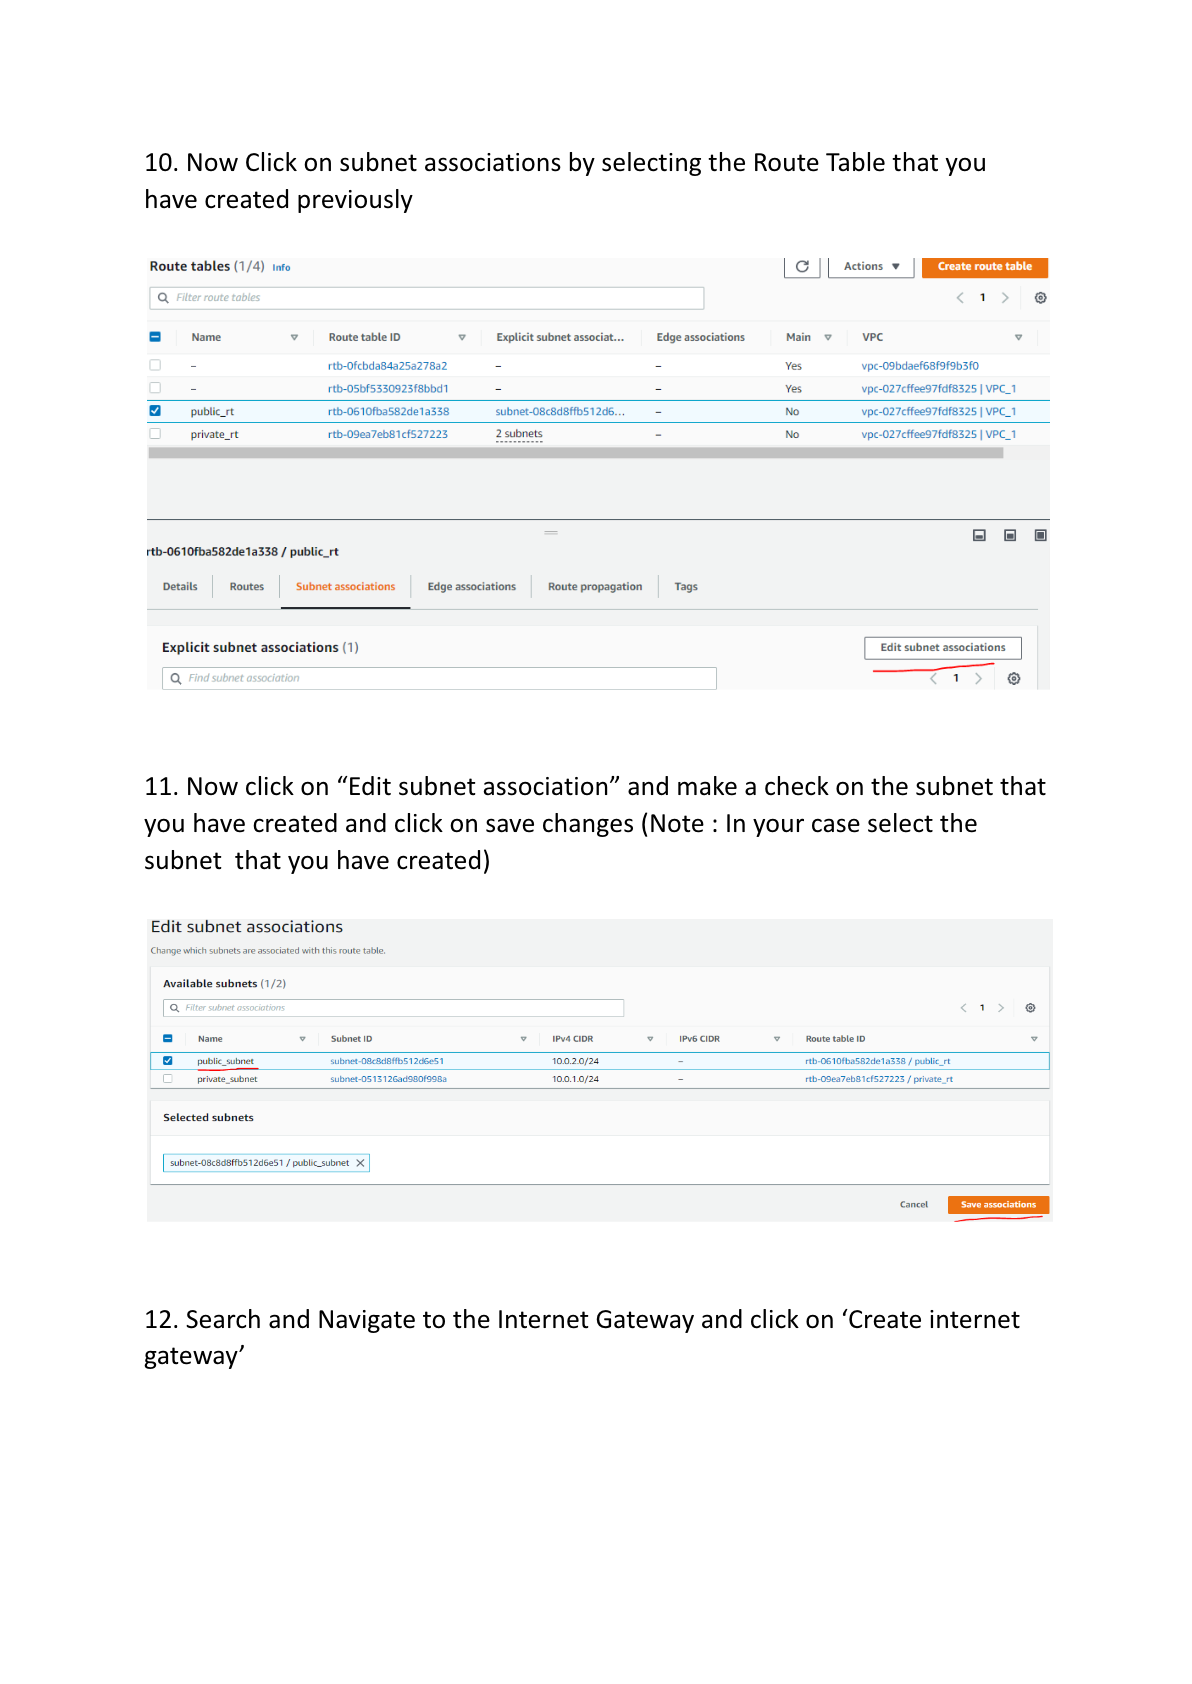 10. Now Click on subnet associations by selecting the Route Table that you
have created previously
Route tables (1/4) Info
Actions ▼
Create route table
Filter route tables
1
Name Route table ID Explicit subnet associat... Edge associations Main VPC
– rtb-0fcbda84a25a278a2 – – Yes vpc-09bdaef68f9f9b3f0
– rtb-05bf5330923f8bbd1 – – Yes vpc-027cffee97fdf8325 | VPC_1
public_rt rtb-0610fba582de1a338 subnet-08c8d8ffb512d6... – No vpc-027cffee97fdf8325 | VPC_1
private_rt rtb-09ea7eb81cf527223 2 subnets – No vpc-027cffee97fdf8325 | VPC_1
rtb-0610fba582de1a338 / public_rt
Details Routes Subnet associations Edge associations Route propagation Tags
Explicit subnet associations (1)
Edit subnet associations
Find subnet association
1
11. Now click on “Edit subnet association” and make a check on the subnet that
you have created and click on save changes (Note : In your case select the
subnet  that you have created)
Edit subnet associations
Change which subnets are associated with this route table.
Available subnets (1/2)
Filter subnet associations
1
Name Subnet ID IPv4 CIDR IPv6 CIDR Route table ID
public_subnet subnet-08c8d8ffb512d6e51 10.0.2.0/24 – rtb-0610fba582de1a338 / public_rt
private_subnet subnet-0513126ad980f998a 10.0.1.0/24 – rtb-09ea7eb81cf527223 / private_rt
Selected subnets
subnet-08c8d8ffb512d6e51 / public_subnet
Cancel
Save associations
12. Search and Navigate to the Internet Gateway and click on ‘Create internet
gateway’